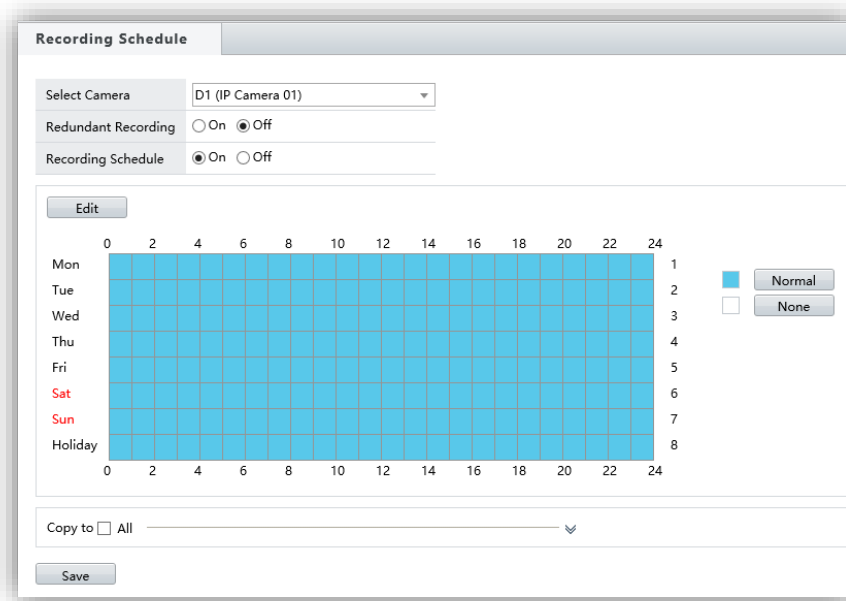 Recording Schedule
Select Camera D1 (IP Camera 01)
Redundant Recording On Off
Recording Schedule On Off
Edit
0 2 4 6 8 10 12 14 16 18 20 22 24
Mon 1
Tue 2
Wed 3
Thu 4
Fri 5
Sat 6
Sun 7
Holiday 8
0 2 4 6 8 10 12 14 16 18 20 22 24
Normal
None
Copy to All
Save